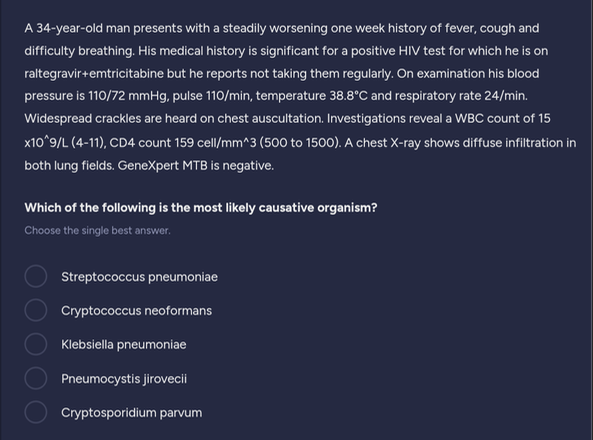 A 34-year-old man presents with a steadily worsening one week history of fever, cough and
difficulty breathing. His medical history is significant for a positive HIV test for which he is on
raltegravir+emtricitabine but he reports not taking them regularly. On examination his blood
pressure is 110/72 mmHg, pulse 110/min, temperature 38.8°C and respiratory rate 24/min.
Widespread crackles are heard on chest auscultation. Investigations reveal a WBC count of 15
x10^9/L (4-11), CD4 count 159 cell/mm^3 (500 to 1500). A chest X-ray shows diffuse infiltration in
both lung fields. GeneXpert MTB is negative.
Which of the following is the most likely causative organism?
Choose the single best answer.
Streptococcus pneumoniae
Cryptococcus neoformans
Klebsiella pneumoniae
Pneumocystis jirovecii
Cryptosporidium parvum